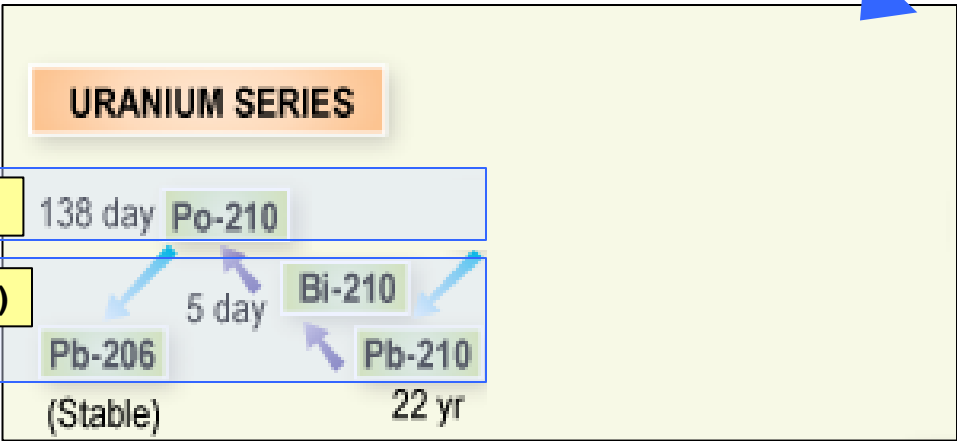 URANIUM SERIES
138 day Po-210
)
5 day Bi-210
Pb-206 Pb-210
(Stable) 22 yr